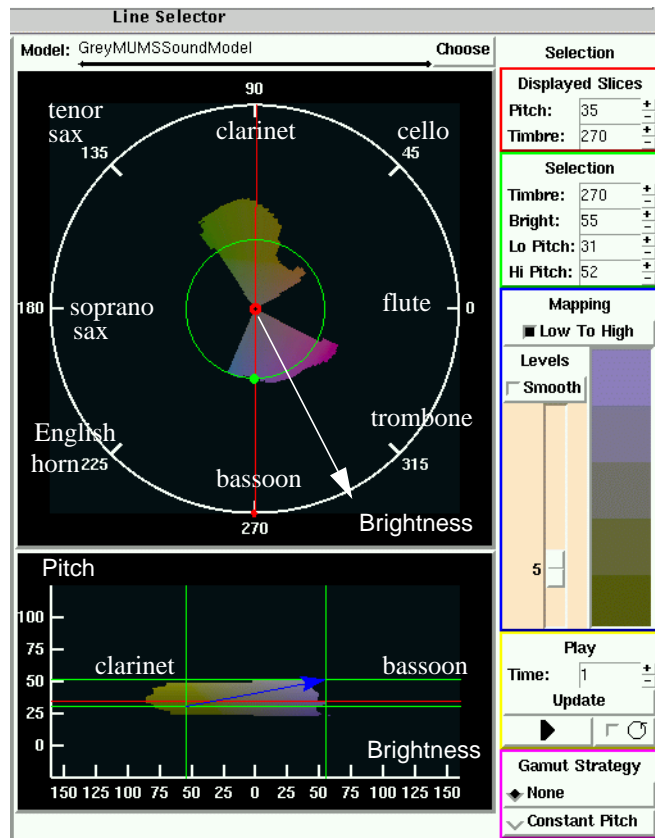 Line Selector
Model: GreyMUMSSoundModel Choose
90
tenor sax
clarinet
cello
135
45
180
soprano sax
flute
0
English horn
225
trombone
bassoon
315
270
Brightness
Pitch
100
75
50
25
0
clarinet
bassoon
Brightness
150 125 100 75 50 25 0 25 50 75 100 125 150
Selection
Displayed Slices
Pitch: 35 + -
Timbre: 270 + -
Selection
Timbre: 270 + -
Bright: 55 + -
Lo Pitch: 31 + -
Hi Pitch: 52 + -
Mapping
Low To High
Levels
Smooth
5
Play
Time: 1 + -
Update
Gamut Strategy
None
Constant Pitch